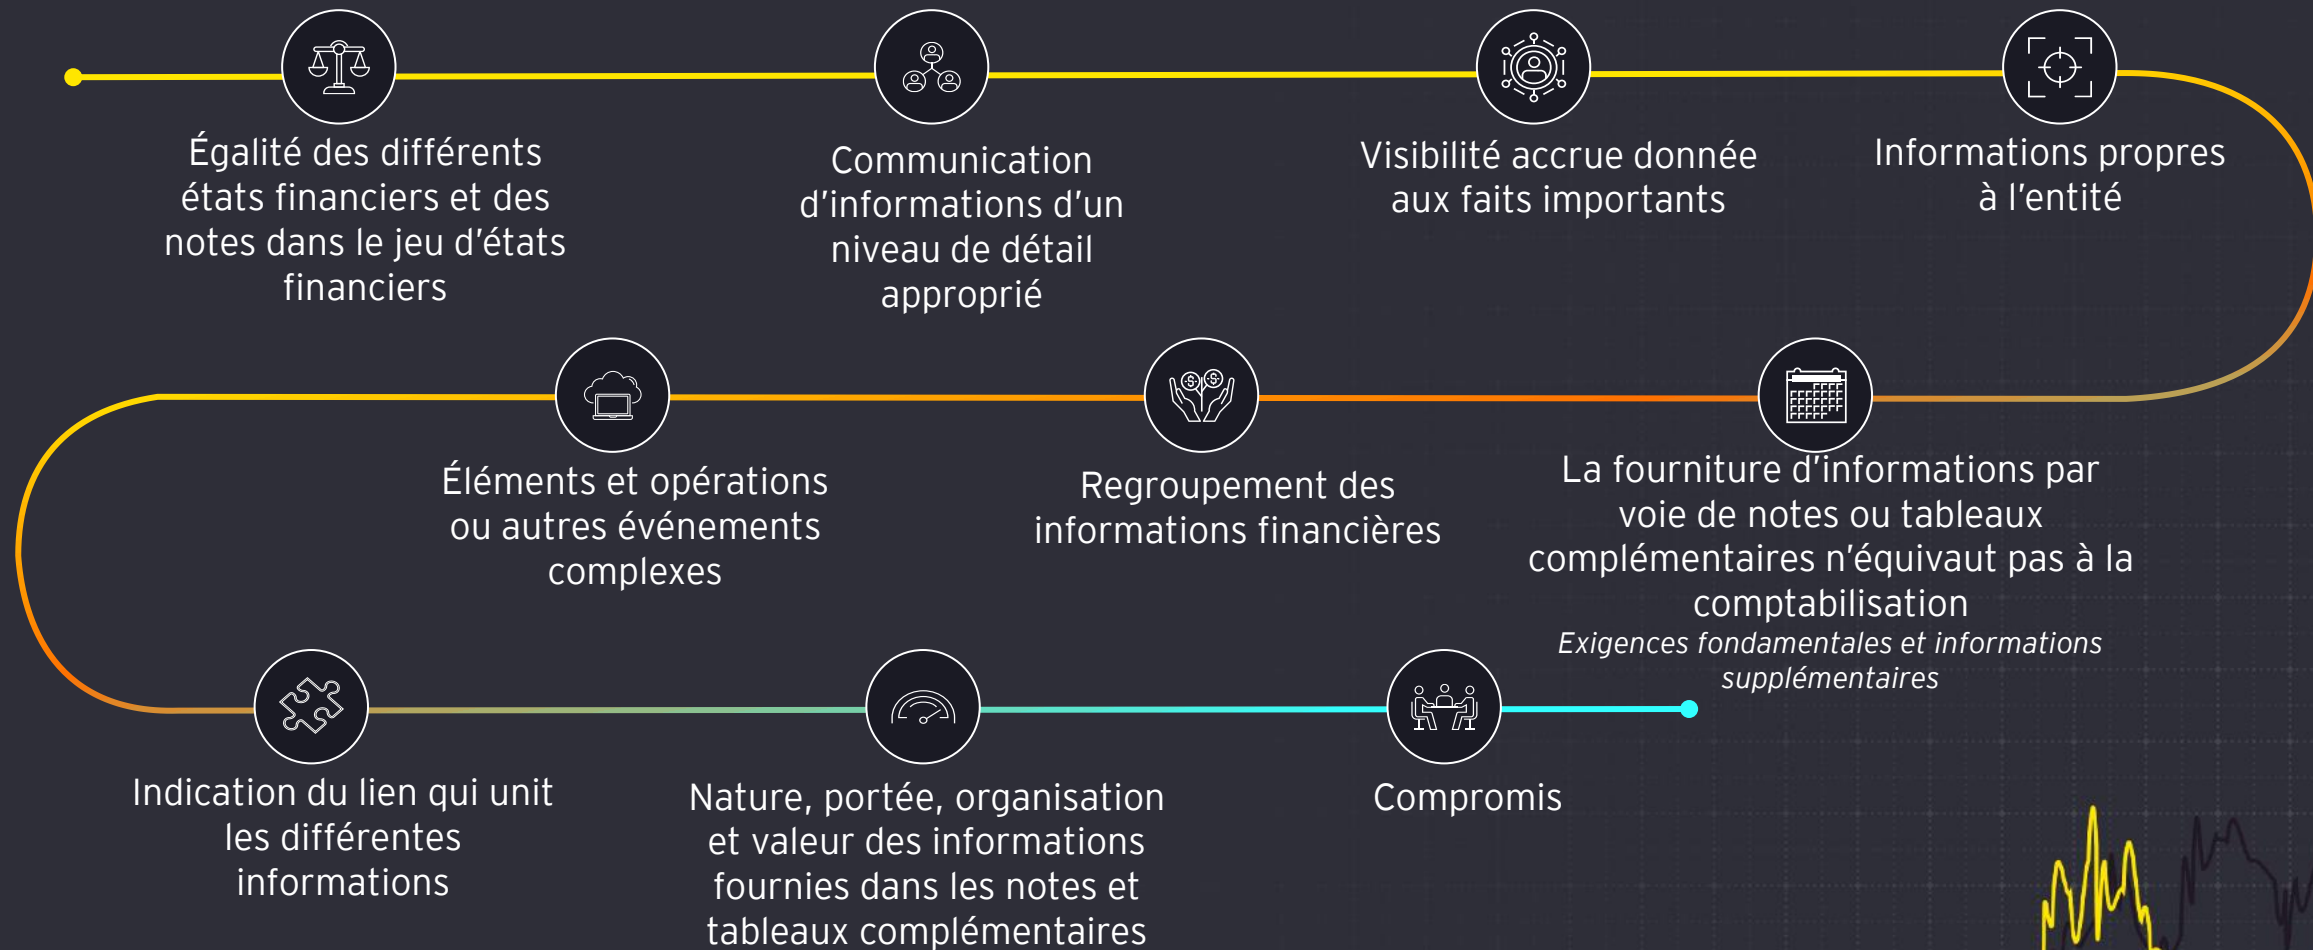 Égalité des différents
états financiers et des
notes dans le jeu d’états
financiers
Communication
d’informations d’un
niveau de détail
approprié
Visibilité accrue donnée
aux faits importants
Informations propres
à l’entité
La fourniture d’informations par
voie de notes ou tableaux
complémentaires n’équivaut pas à la
comptabilisation
Exigences fondamentales et informations
supplémentaires
Regroupement des
informations financières
Éléments et opérations
ou autres événements
complexes
Indication du lien qui unit
les différentes
informations
Nature, portée, organisation
et valeur des informations
fournies dans les notes et
tableaux complémentaires
Compromis